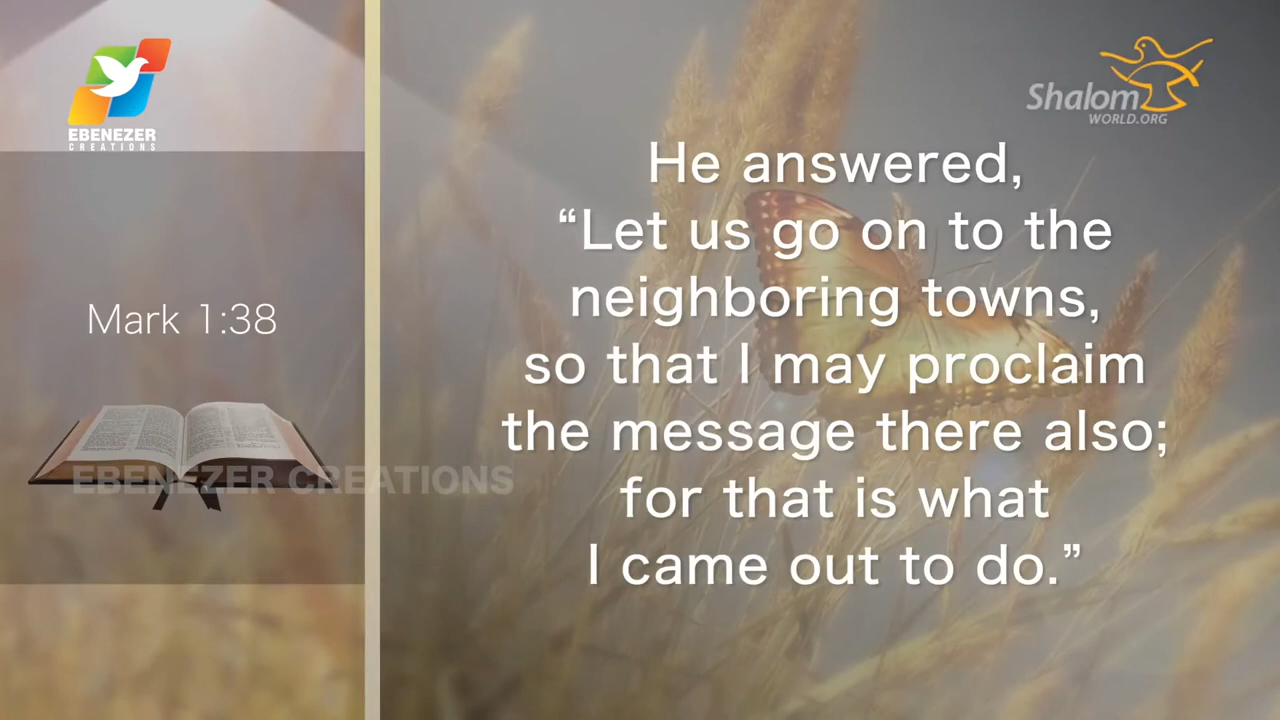 EBENEZER
CREATIONS
Shalom
WORLD.ORG
Mark 1:38
EBENEZER CREATIONS
He answered,
“Let us go on to the
neighboring towns,
so that I may proclaim
the message there also;
for that is what
I came out to do.”